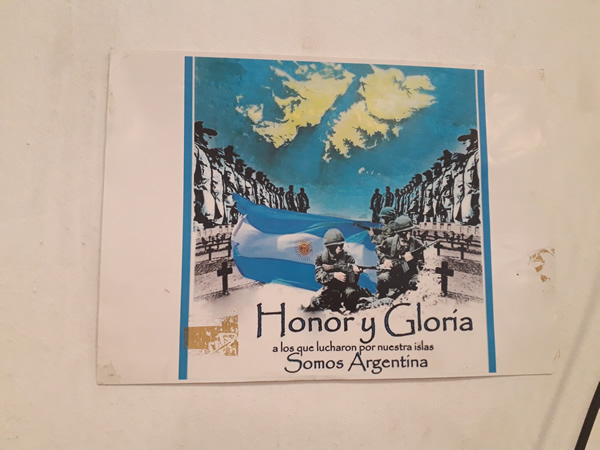 Honor y Gloria
a los que lucharon por nuestra islas
Somos Argentina